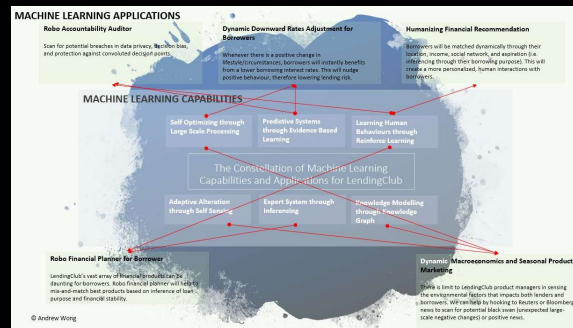 MACHINE LEARNING APPLICATIONS
Robo Accountability Auditor
Scan for potential breaches in data privacy, decision bias,
and protection against convoluted decision points.
Dynamic Downward Rates Adjustment for
Borrowers
Whenever there is a positive change in
lifestyle/circumstances, borrowers will instantly benefits
from a lower borrowing interest rates. This will nudge
positive behaviour, therefore lowering lending risk.
Humanizing Financial Recommendation
Borrowers will be matched dynamically through their
location, income, social network, and aspiration (i.e.
inferencing through their borrowing purpose). This will
create a more personalized, human interactions with
borrowers.
MACHINE LEARNING CAPABILITIES
Self Optimizing through
Large Scale Processing
Predictive Systems
through Evidence Based
Learning
Learning Human
Behaviours through
Reinforce Learning
The Constellation of Machine Learning
Capabilities and Applications for LendingClub
Adaptive Alteration
through Self Sensing
Expert System through
Inferencing
Knowledge Modelling
through Knowledge
Graph
Robo Financial Planner for Borrower
LendingClub's vast array of financial products can be
daunting for borrowers. Robo financial planner will help to
mix-and-match best products based on inference of loan
purpose and financial stability.
Dynamic Macroeconomics and Seasonal Product
Marketing
There is limit to LendingClub product managers in sensing
the environmental factors that impacts both lenders and
borrowers. We can help by hooking to Reuters or Bloomberg
news to scan for potential black swan (unexpected large-
scale negative changes) or positive news.
© Andrew Wong